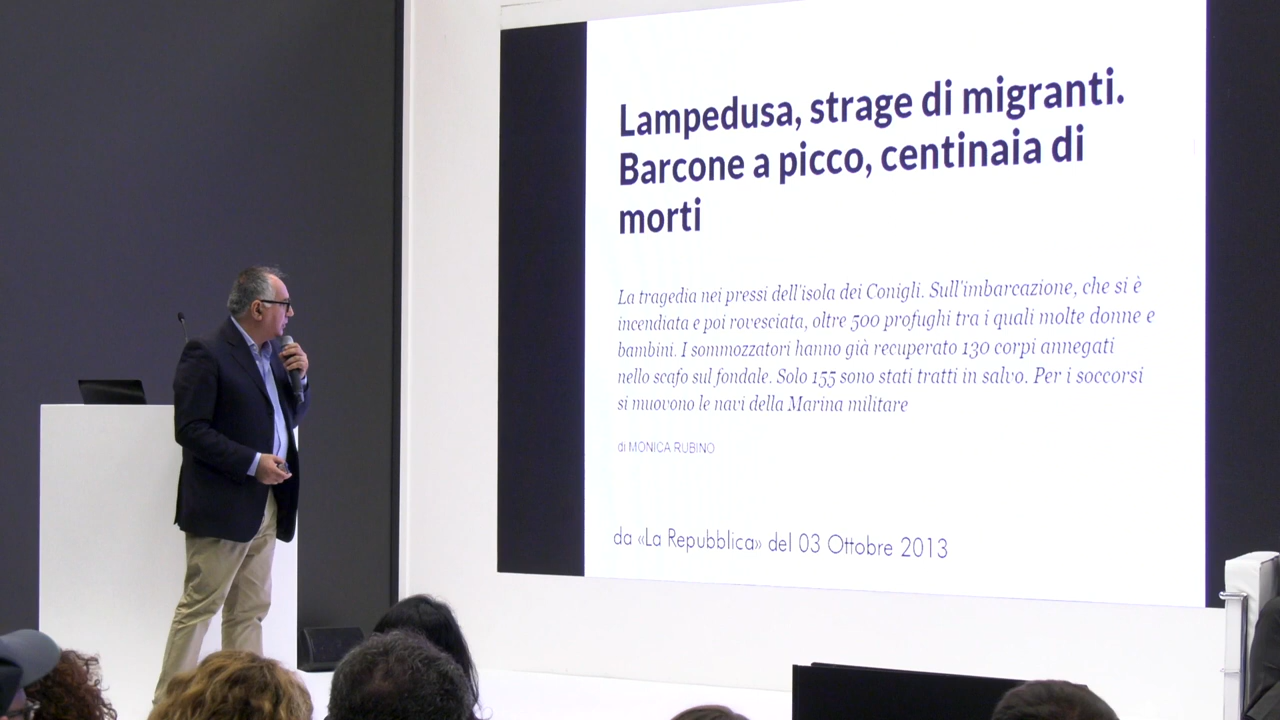 Lampedusa, strage di migranti.
Barcone a picco, centinaia di
morti
La tragedia nei pressi dell'isola dei Conigli. Sull'imbarcazione, che si è
incendiata e poi rovesciata, oltre 500 profughi tra i quali molte donne e
bambini. I sommozzatori hanno già recuperato 130 corpi annegati
nello scafo sul fondale. Solo 155 sono stati tratti in salvo. Per i soccorsi
si muovono le navi della Marina militare
di MONICA RUBINO
da «La Repubblica» del 03 Ottobre 2013